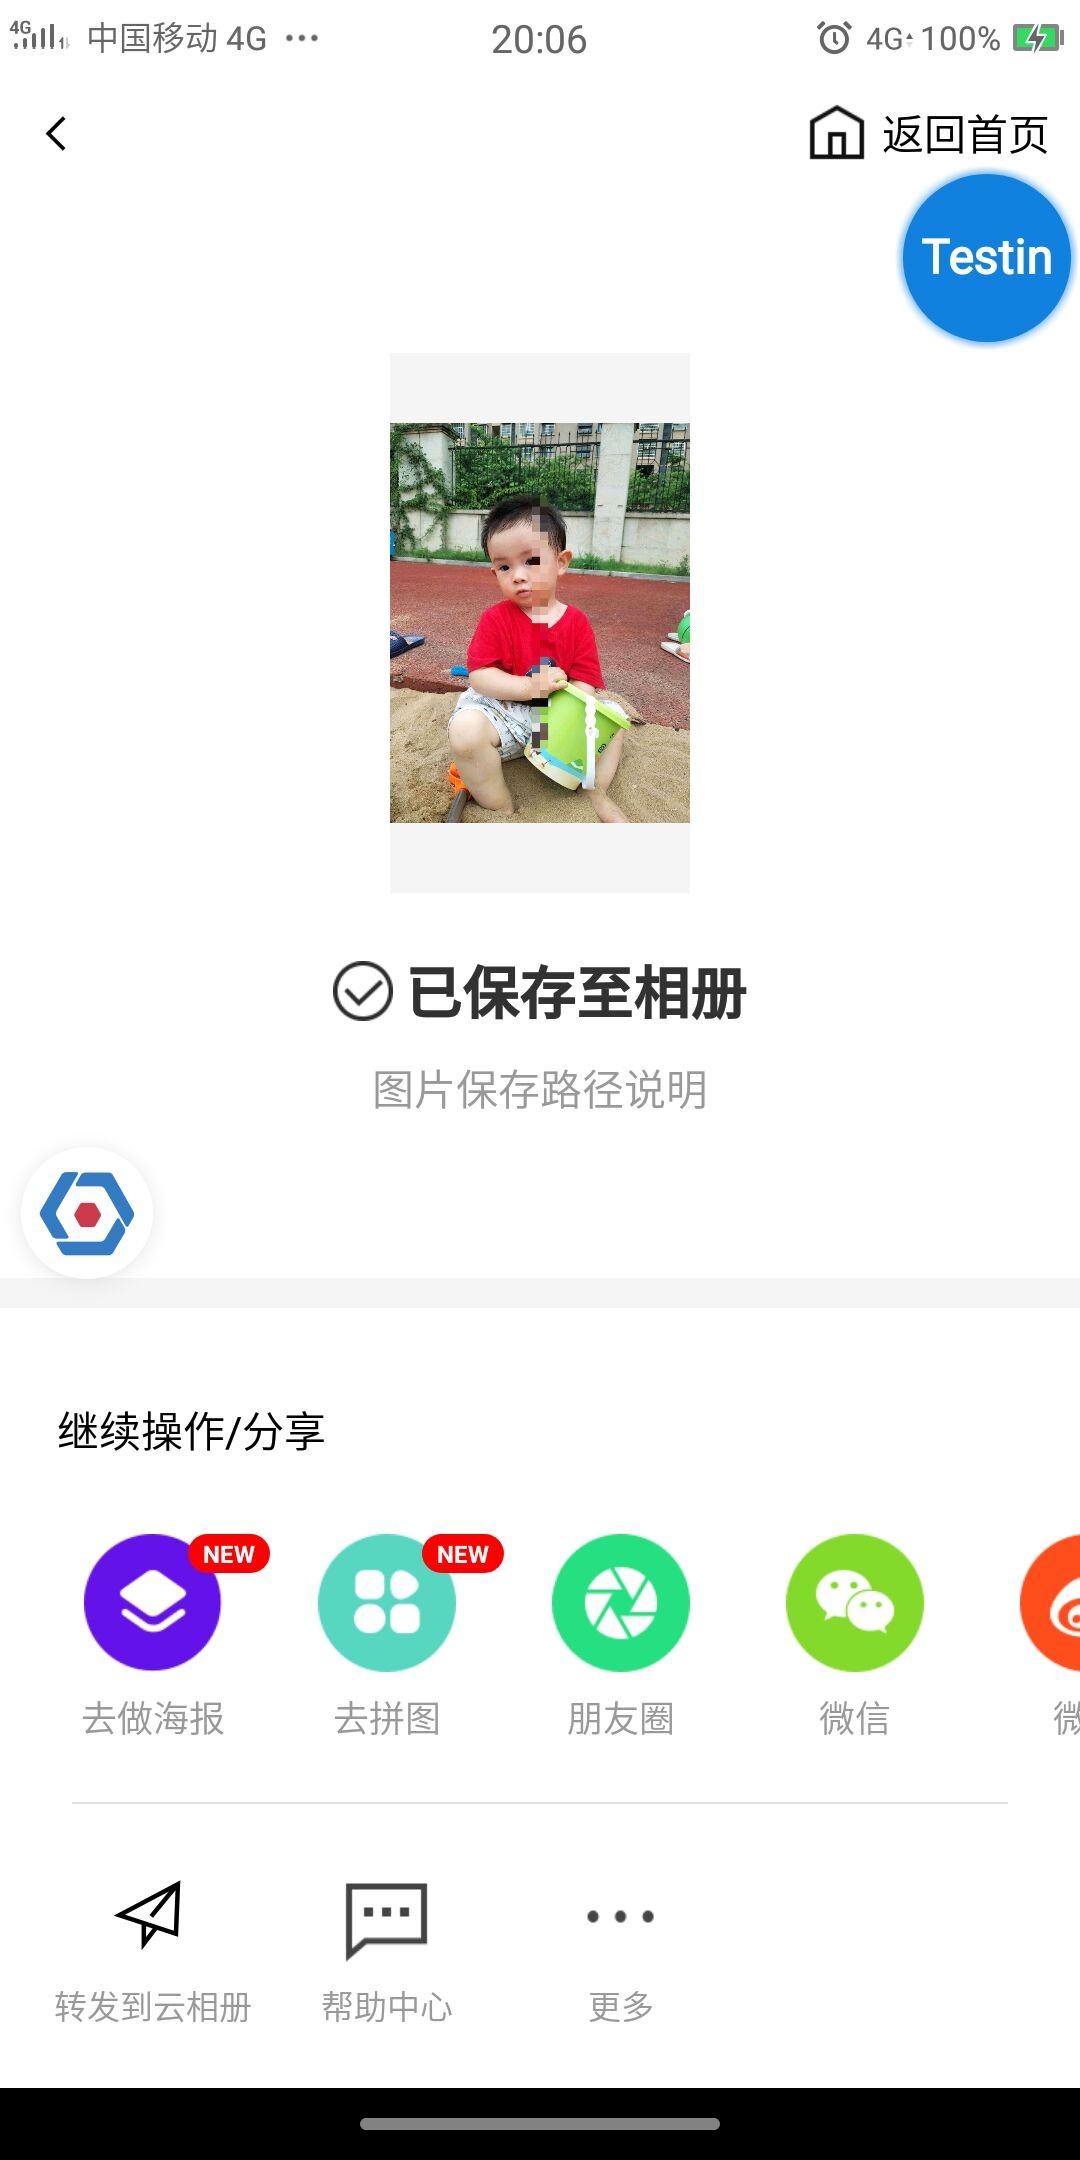 4G 中国移动 4G ··· 20:06 4G 100%
返回首页
Testin
已保存至相册
图片保存路径说明
继续操作/分享
NEW NEW
去做海报 去拼图 朋友圈 微信 微
转发到云相册 帮助中心 更多